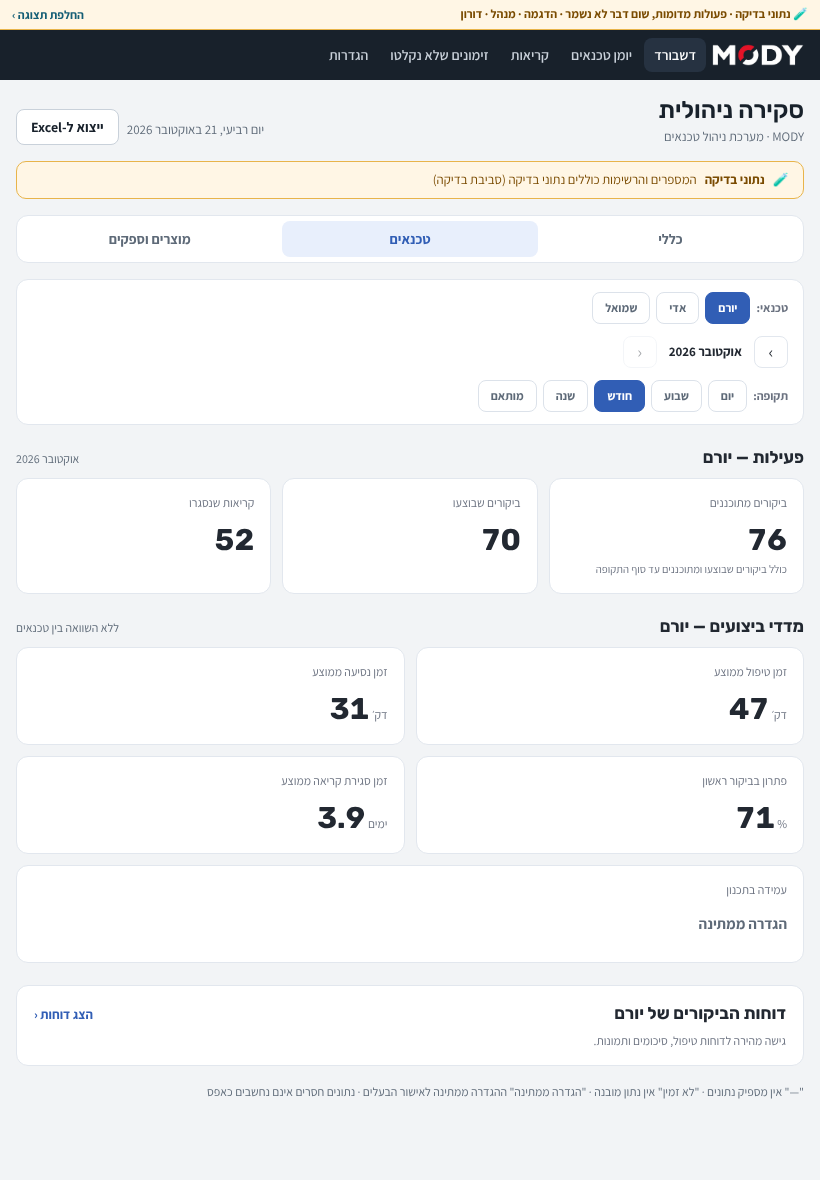 🧪 נתוני בדיקה · פעולות מדומות, שום דבר לא נשמר · הדגמה · מנהל · דורון
החלפת תצוגה ›
MODY
דשבורד
יומן טכנאים
קריאות
זימונים שלא נקלטו
הגדרות
סקירה ניהולית
MODY · מערכת ניהול טכנאים
יום רביעי, 21 באוקטובר 2026
ייצוא ל-Excel
🧪 נתוני בדיקה המספרים והרשימות כוללים נתוני בדיקה (סביבת בדיקה)
כללי
טכנאים
מוצרים וספקים
טכנאי: יורם אדי שמואל
‹ אוקטובר 2026 ›
תקופה: יום שבוע חודש שנה מותאם
פעילות — יורם
אוקטובר 2026
ביקורים מתוכננים
76
כולל ביקורים שבוצעו ומתוכננים עד סוף התקופה
ביקורים שבוצעו
70
קריאות שנסגרו
52
מדדי ביצועים — יורם
ללא השוואה בין טכנאים
זמן טיפול ממוצע
47 דק׳
זמן נסיעה ממוצע
31 דק׳
פתרון בביקור ראשון
71 %
זמן סגירת קריאה ממוצע
3.9 ימים
עמידה בתכנון
הגדרה ממתינה
דוחות הביקורים של יורם
הצג דוחות ›
גישה מהירה לדוחות טיפול, סיכומים ותמונות.
"—" אין מספיק נתונים · "לא זמין" אין נתון מובנה · "הגדרה ממתינה" ההגדרה ממתינה לאישור הבעלים · נתונים חסרים אינם נחשבים כאפס